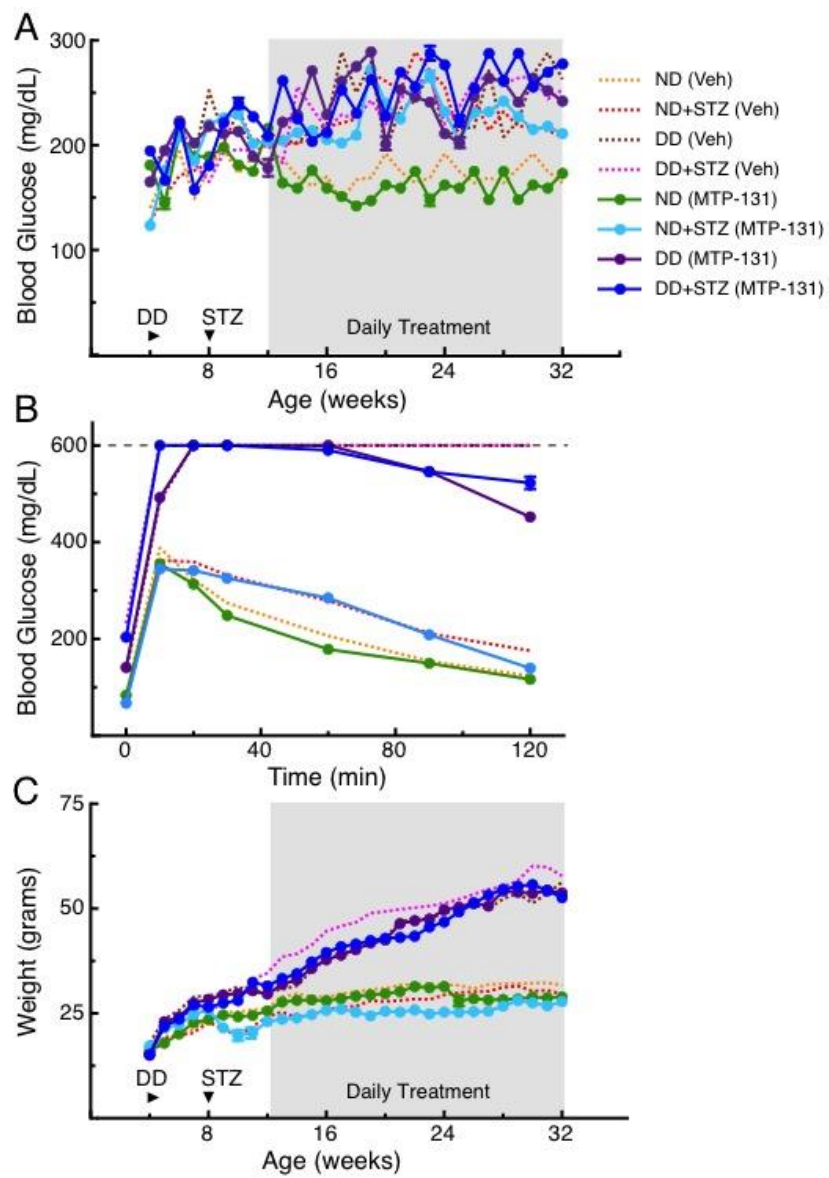 A
Blood Glucose (mg/dL)
300
200
100
DD
STZ
Daily Treatment
8
16
24
32
Age (weeks)
ND (Veh)
ND+STZ (Veh)
DD (Veh)
DD+STZ (Veh)
ND (MTP-131)
ND+STZ (MTP-131)
DD (MTP-131)
DD+STZ (MTP-131)
B
Blood Glucose (mg/dL)
600
400
200
0
40
80
120
Time (min)
C
Weight (grams)
75
50
25
DD
STZ
Daily Treatment
8
16
24
32
Age (weeks)